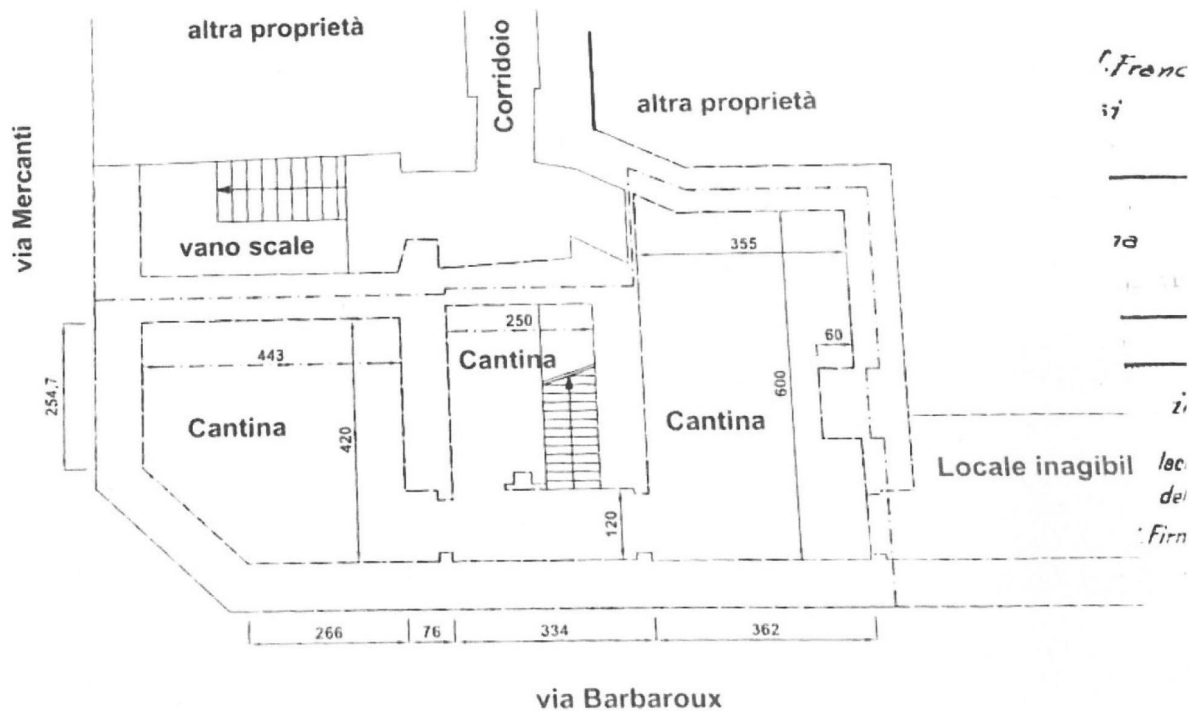 altra proprietà
Corridoio
altra proprietà
via Mercanti
vano scale
355
250
60
443
Cantina
254,7
600
Cantina
420
Cantina
Locale inagibil
120
266
76
334
362
via Barbaroux